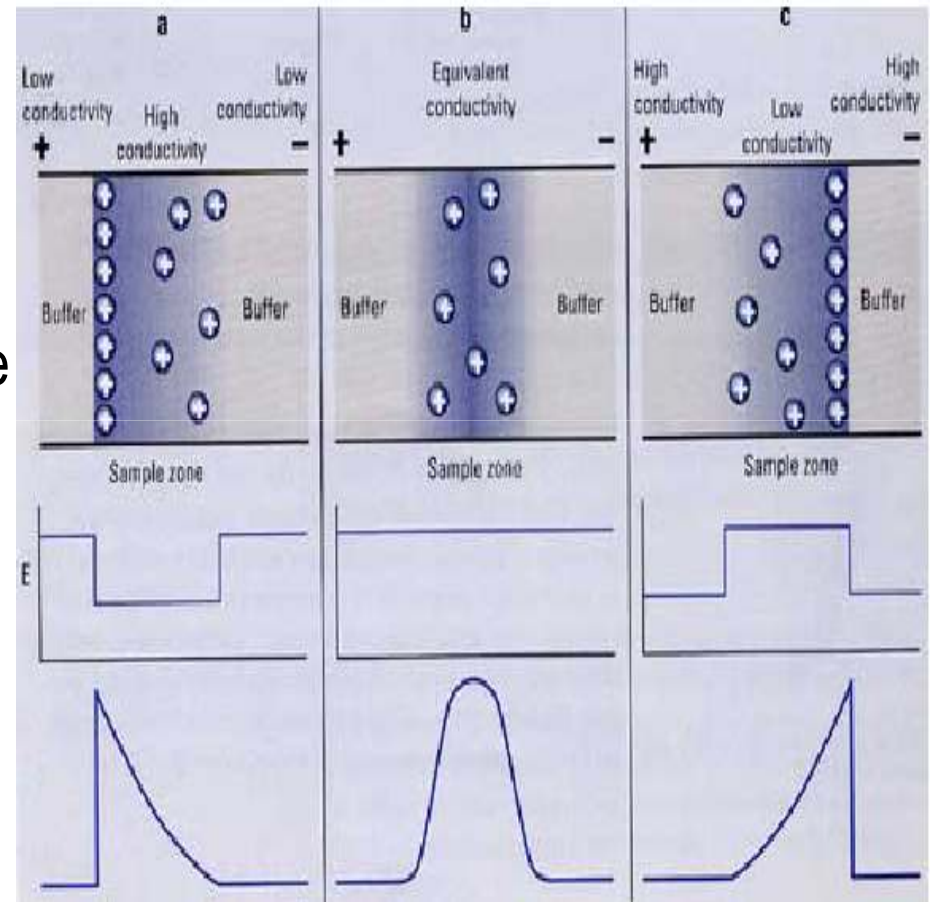 a
Low
conductivity
High
conductivity
Low
conductivity
+
−
Buffer
Buffer
Sample zone
b
Equivalent
conductivity
+
−
Buffer
Buffer
Sample zone
c
High
conductivity
Low
conductivity
High
conductivity
+
−
Buffer
Buffer
Sample zone
e
E